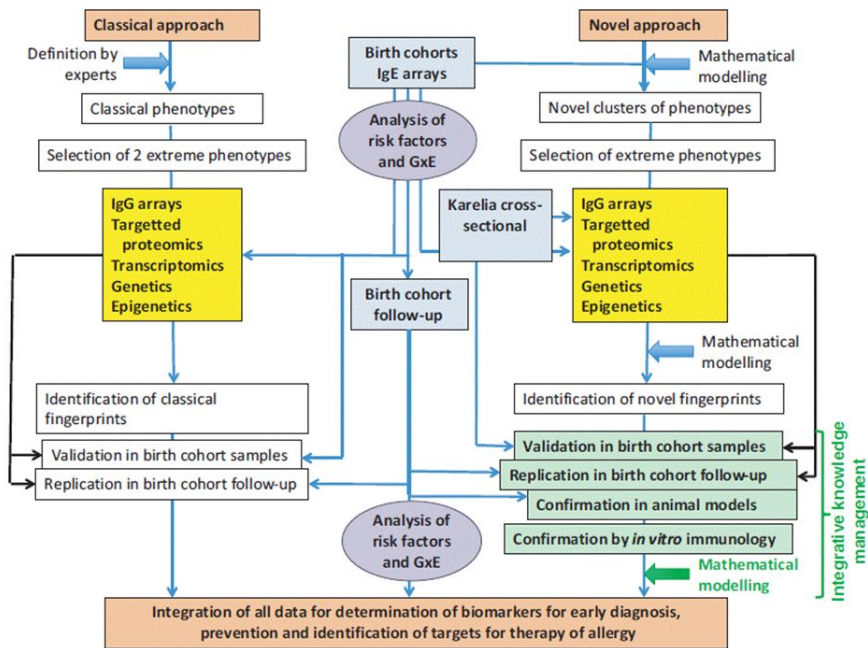 Classical approach
Novel approach
Definition by
experts
Birth cohorts
IgE arrays
Mathematical
modelling
Classical phenotypes
Analysis of
risk factors
and GxE
Novel clusters of phenotypes
Selection of 2 extreme phenotypes
Selection of extreme phenotypes
IgG arrays
Targetted
proteomics
Transcriptomics
Genetics
Epigenetics
Karelia cross-
sectional
IgG arrays
Targetted
proteomics
Transcriptomics
Genetics
Epigenetics
Birth cohort
follow-up
Mathematical
modelling
Identification of classical
fingerprints
Identification of novel fingerprints
Validation in birth cohort samples
Replication in birth cohort follow-up
Validation in birth cohort samples
Replication in birth cohort follow-up
Confirmation in animal models
Confirmation by in vitro immunology
Analysis of
risk factors
and GxE
Mathematical
modelling
Integrative knowledge
management
Integration of all data for determination of biomarkers for early diagnosis,
prevention and identification of targets for therapy of allergy